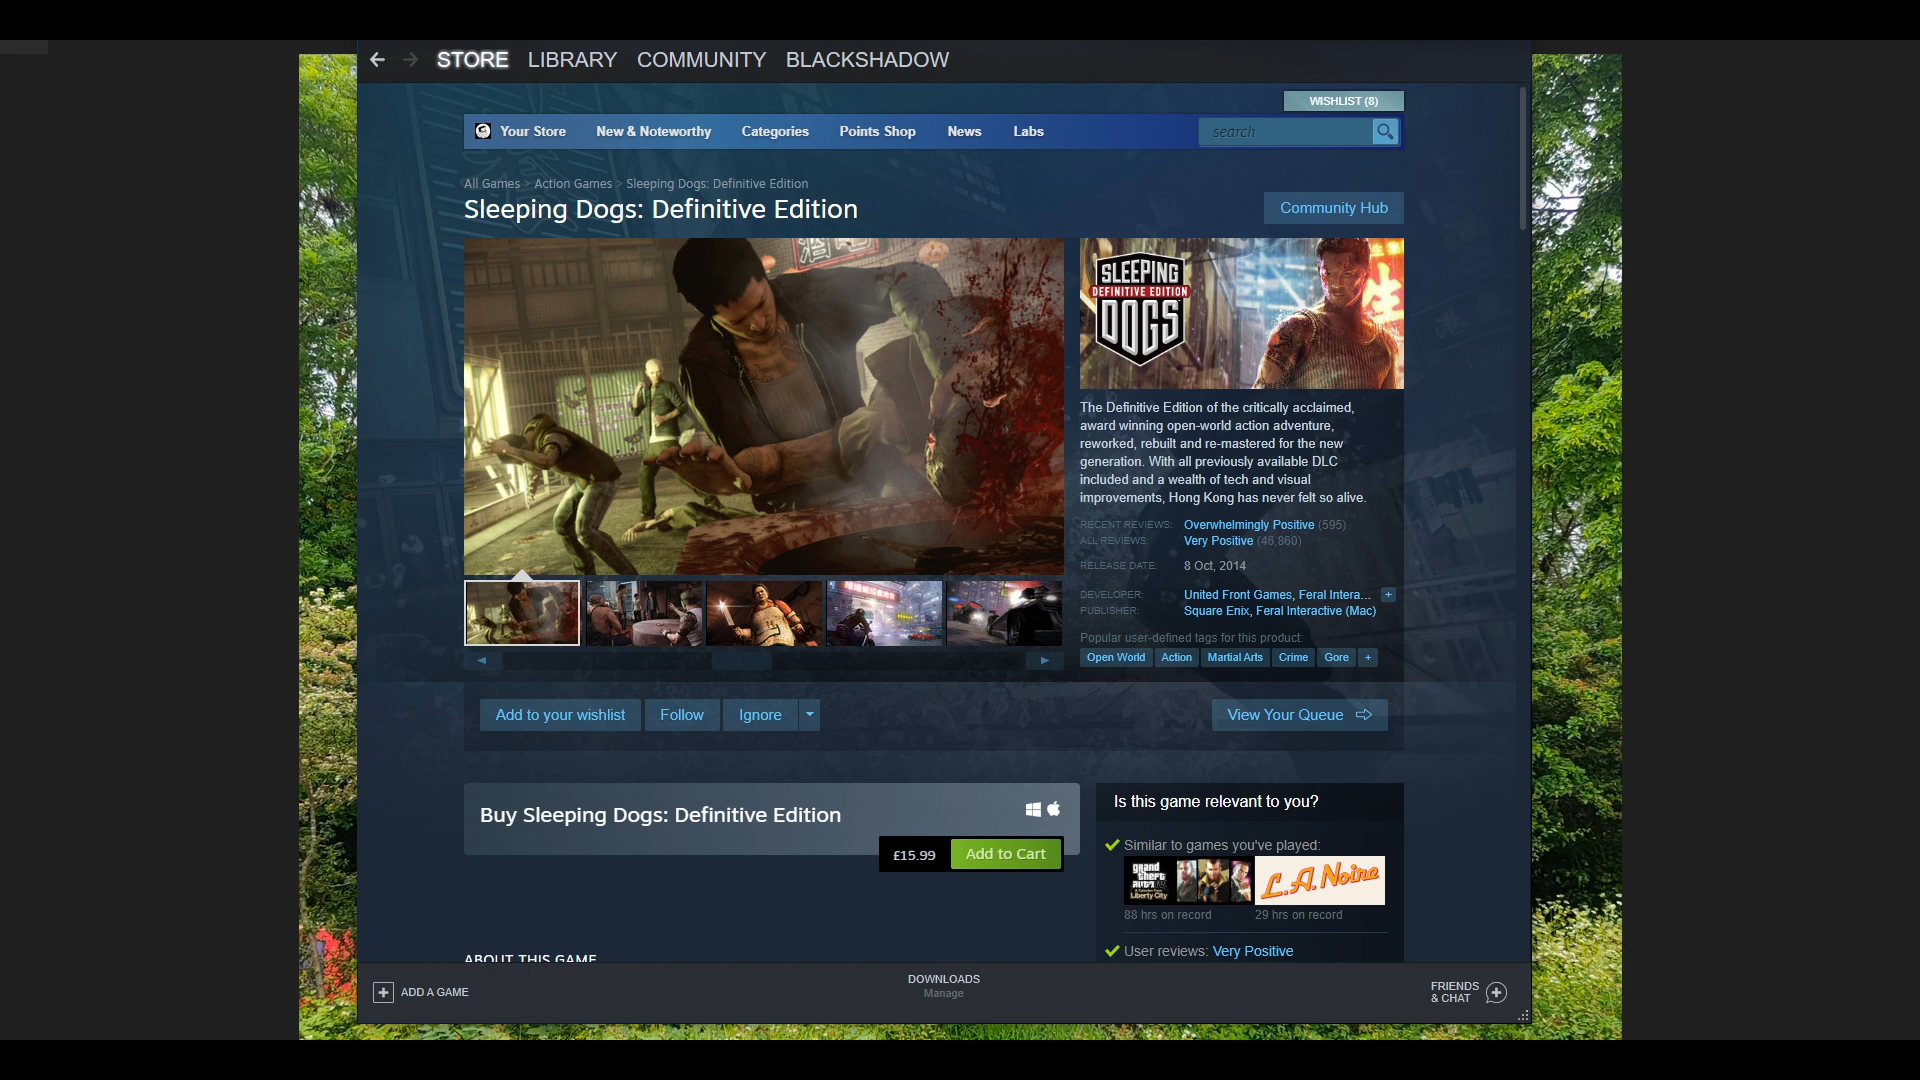 STORE LIBRARY COMMUNITY BLACKSHADOW
WISHLIST (8)
Your Store New & Noteworthy Categories Points Shop News Labs search
All Games > Action Games > Sleeping Dogs: Definitive Edition
Sleeping Dogs: Definitive Edition
Community Hub
SLEEPING
DEFINITIVE EDITION
DOGS
The Definitive Edition of the critically acclaimed,
award winning open-world action adventure,
reworked, rebuilt and re-mastered for the new
generation. With all previously available DLC
included and a wealth of tech and visual
improvements, Hong Kong has never felt so alive.
RECENT REVIEWS: Overwhelmingly Positive (595)
ALL REVIEWS: Very Positive (46,860)
RELEASE DATE: 8 Oct, 2014
DEVELOPER: United Front Games, Feral Intera... +
PUBLISHER: Square Enix, Feral Interactive (Mac)
Popular user-defined tags for this product:
Open World Action Martial Arts Crime Gore +
Add to your wishlist Follow Ignore View Your Queue
Buy Sleeping Dogs: Definitive Edition
£15.99 Add to Cart
Is this game relevant to you?
Similar to games you've played:
grand
theft
auto IV
Liberty City
L.A. Noire
88 hrs on record 29 hrs on record
User reviews: Very Positive
ABOUT THIS GAME
ADD A GAME
DOWNLOADS
Manage
FRIENDS
& CHAT